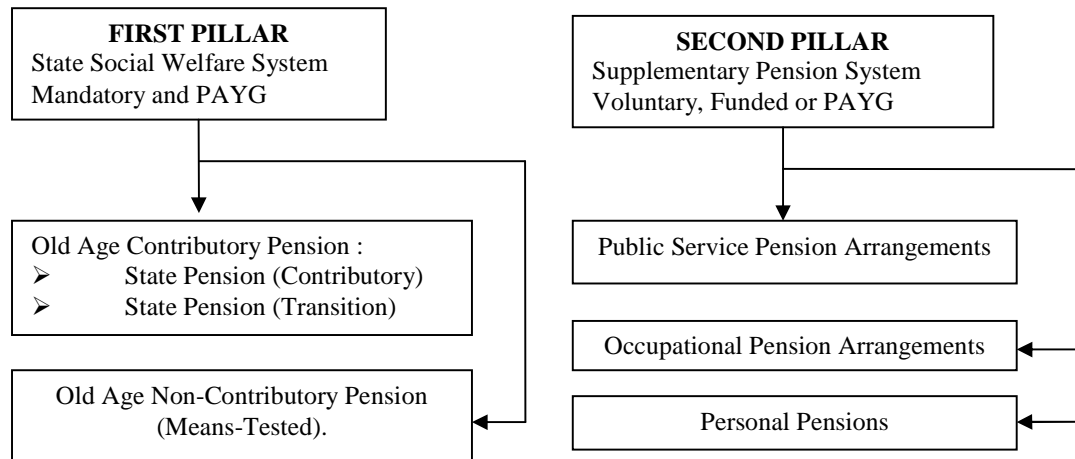 FIRST PILLAR
State Social Welfare System
Mandatory and PAYG
SECOND PILLAR
Supplementary Pension System
Voluntary, Funded or PAYG
Old Age Contributory Pension :
➢ State Pension (Contributory)
➢ State Pension (Transition)
Old Age Non-Contributory Pension
(Means-Tested).
Public Service Pension Arrangements
Occupational Pension Arrangements
Personal Pensions